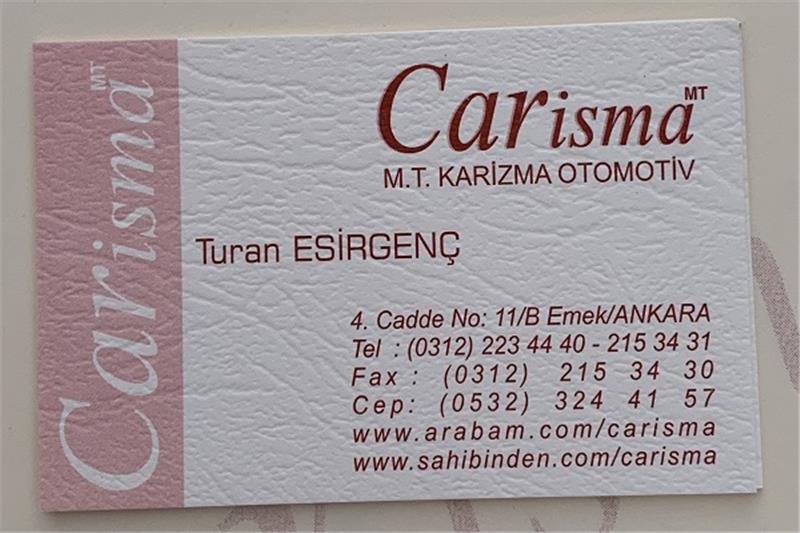 Carisma MT
Carisma MT
M.T. KARİZMA OTOMOTİV
Turan ESİRGENÇ
4. Cadde No: 11/B Emek/ANKARA
Tel : (0312) 223 44 40 - 215 34 31
Fax : (0312) 215 34 30
Cep: (0532) 324 41 57
www.arabam.com/carisma
www.sahibinden.com/carisma